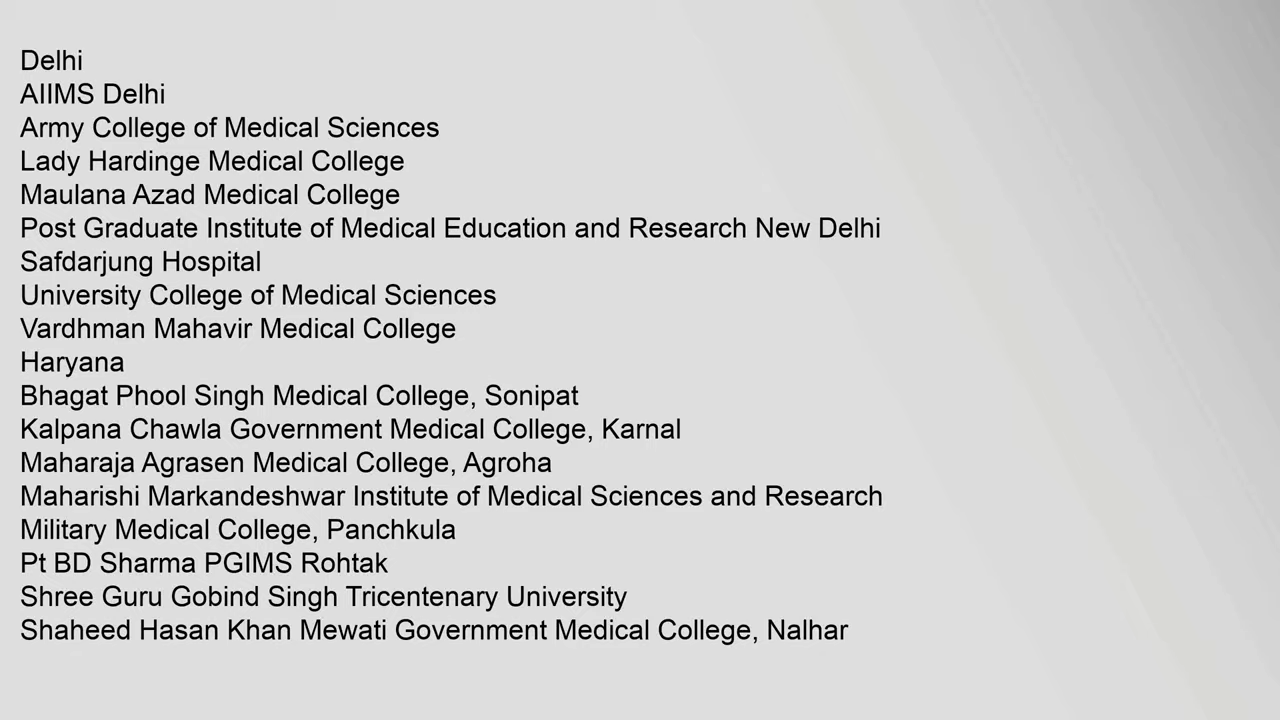 Delhi
AIIMS Delhi
Army College of Medical Sciences
Lady Hardinge Medical College
Maulana Azad Medical College
Post Graduate Institute of Medical Education and Research New Delhi
Safdarjung Hospital
University College of Medical Sciences
Vardhman Mahavir Medical College
Haryana
Bhagat Phool Singh Medical College, Sonipat
Kalpana Chawla Government Medical College, Karnal
Maharaja Agrasen Medical College, Agroha
Maharishi Markandeshwar Institute of Medical Sciences and Research
Military Medical College, Panchkula
Pt BD Sharma PGIMS Rohtak
Shree Guru Gobind Singh Tricentenary University
Shaheed Hasan Khan Mewati Government Medical College, Nalhar